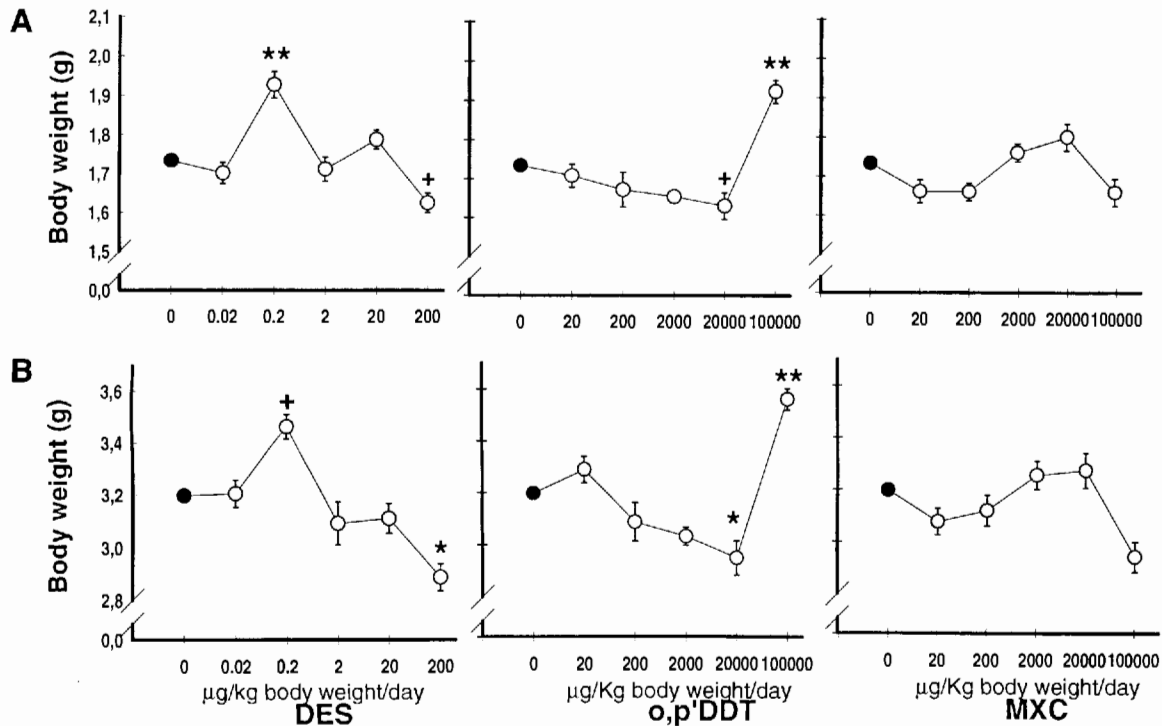 A
Body weight (g)
2,1
2,0
1,9
1,8
1,7
1,6
1,5
0,0
**
+
+
**
0 0.02 0.2 2 20 200
0 20 200 2000 20000 100000
0 20 200 2000 20000 100000
B
Body weight (g)
3,6
3,4
3,2
3,0
2,8
0,0
+
*
*
**
0 0.02 0.2 2 20 200
0 20 200 2000 20000 100000
0 20 200 2000 20000 100000
µg/Kg body weight/day
µg/Kg body weight/day
µg/Kg body weight/day
DES
o,p'DDT
MXC